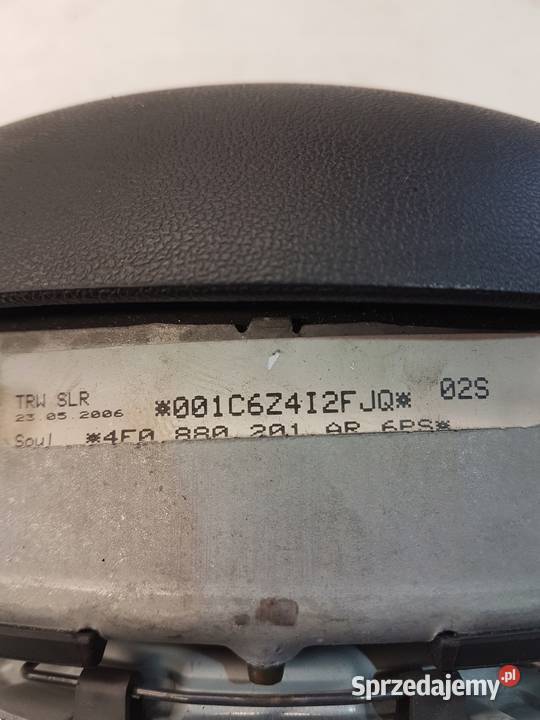 TRW SLR
23.05.2006
*001C6Z4I2FJQ* 02S
Soul *4F0 880 201 AR 6PS*
Sprzedajemy.pl